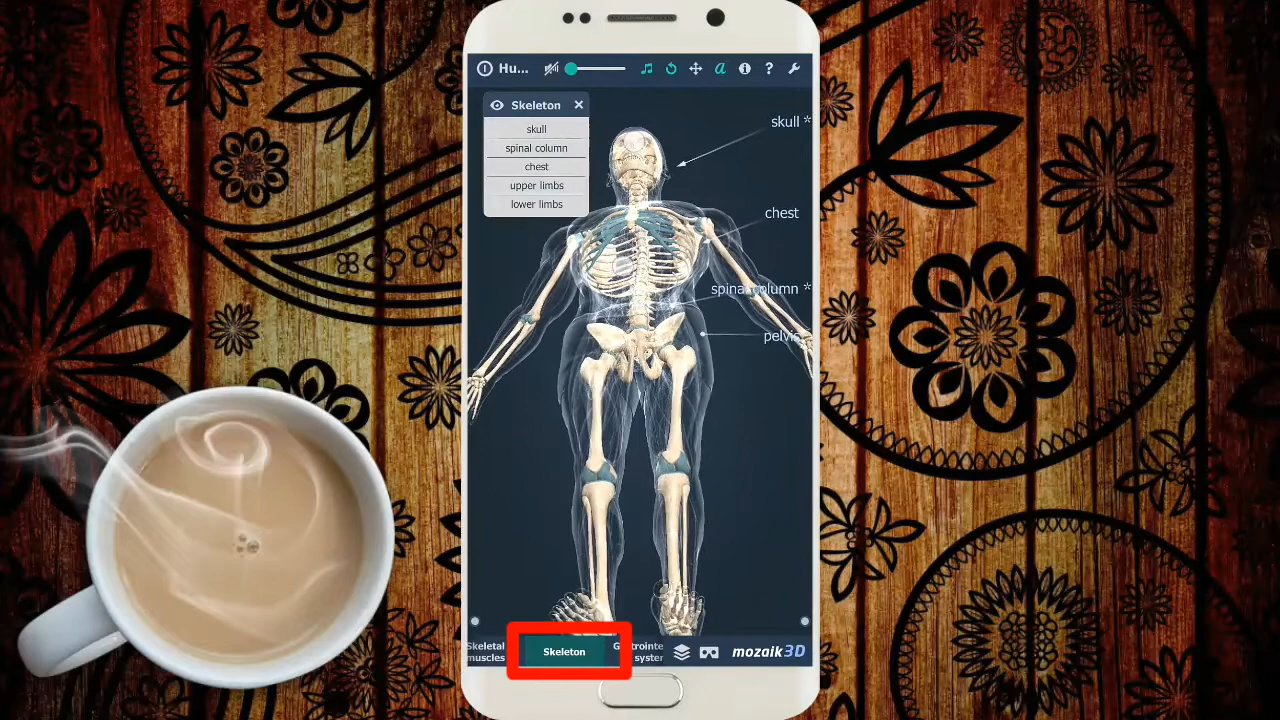 Hu...
Skeleton
skull
spinal column
chest
upper limbs
lower limbs
skull *
chest
spinal column *
pelvis
Skeletal
muscles
Skeleton
syster
mozaik3D